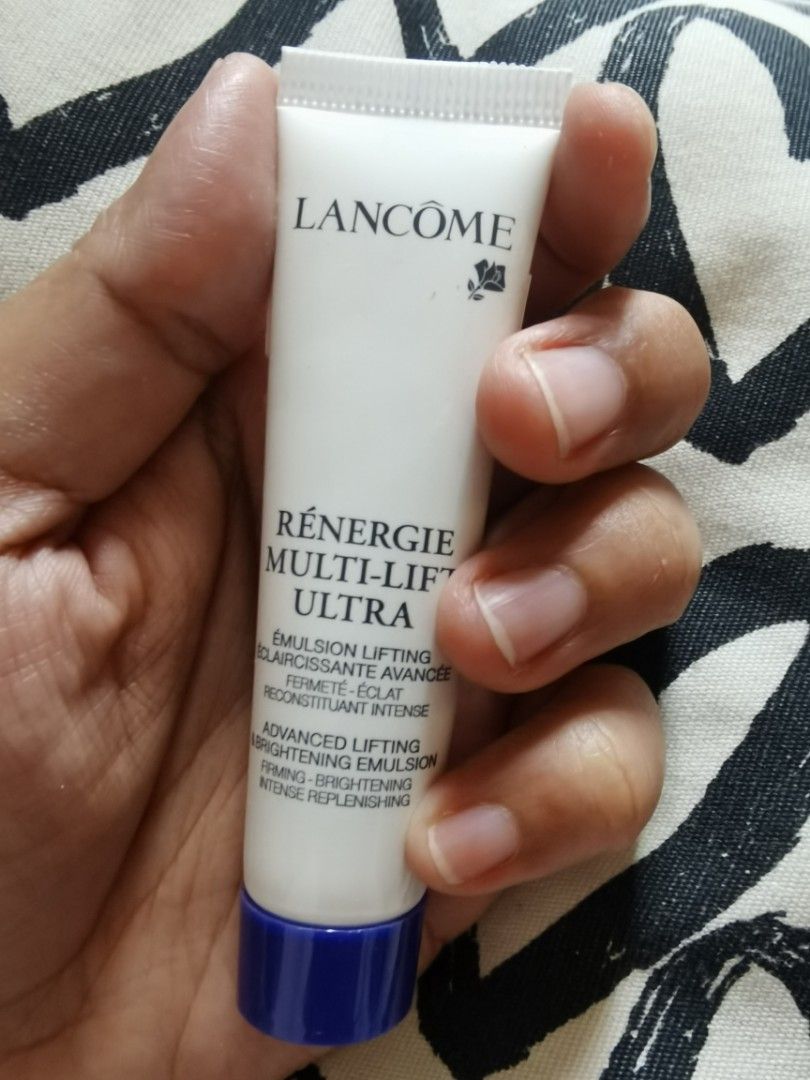 LANCÔME
RÉNERGIE
MULTI-LIFT
ULTRA
ÉMULSION LIFTING
ÉCLAIRCISSANTE AVANCÉE
FERMETÉ - ÉCLAT
RECONSTITUANT INTENSE
ADVANCED LIFTING
& BRIGHTENING EMULSION
FIRMING - BRIGHTENING
INTENSE REPLENISHING